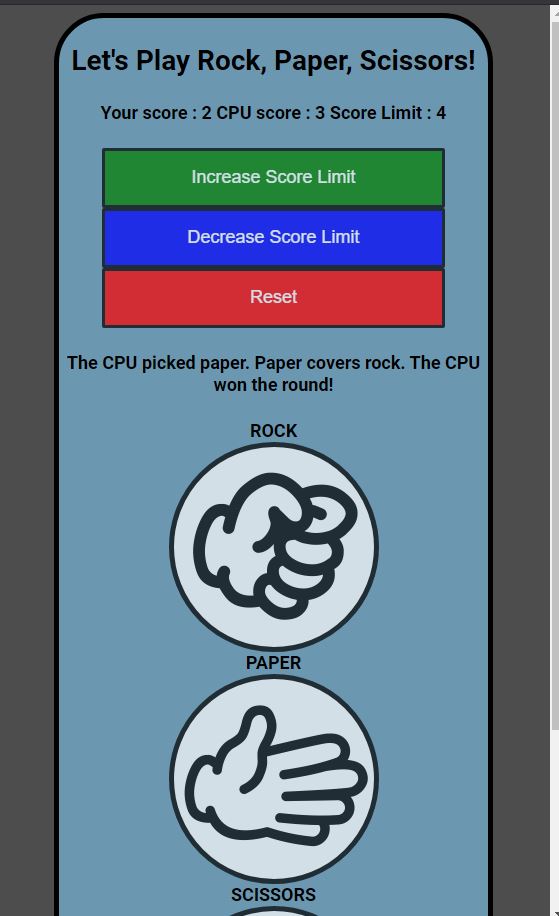 Let's Play Rock, Paper, Scissors!
Your score : 2 CPU score : 3 Score Limit : 4
Increase Score Limit
Decrease Score Limit
Reset
The CPU picked paper. Paper covers rock. The CPU
won the round!
ROCK
PAPER
SCISSORS